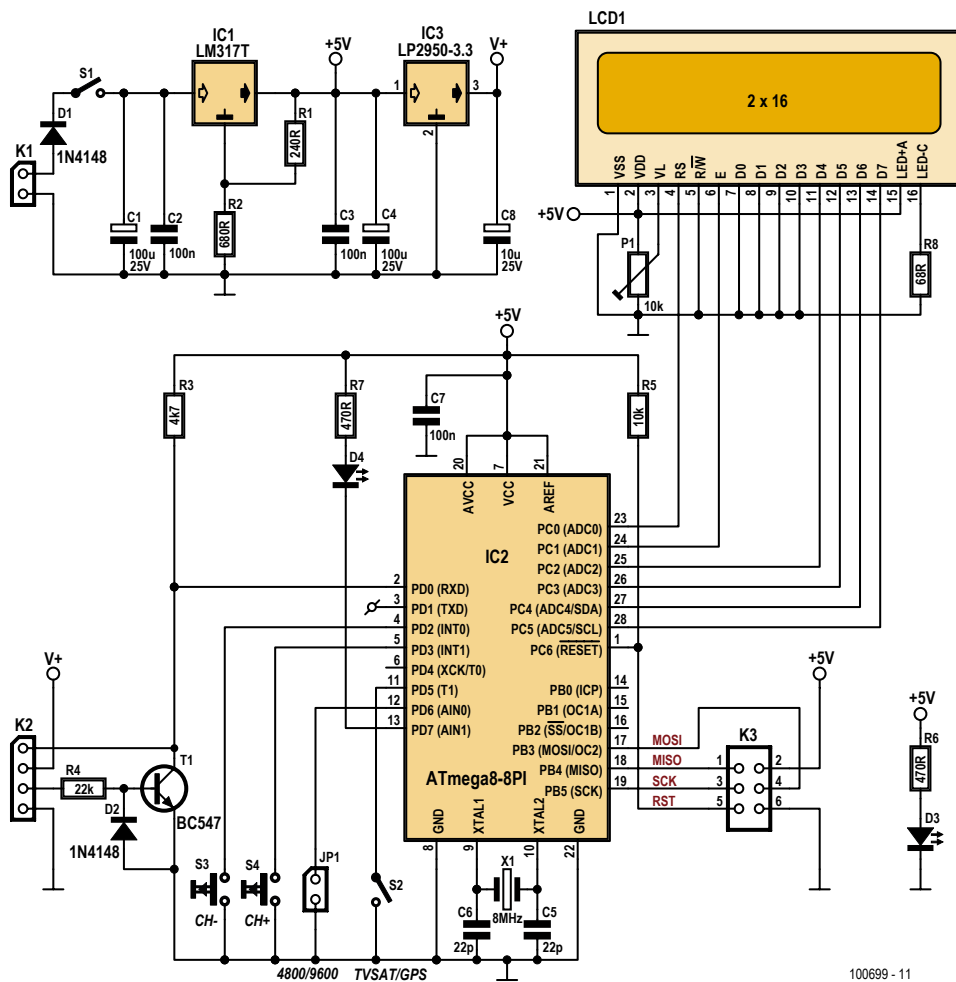 IC1
LM317T
IC3
LP2950-3.3
+5V
V+
LCD1
2 x 16
S1
D1
1N4148
K1
R1
240R
R2
680R
1
3
2
C1
100u
25V
C2
100n
C3
100n
C4
100u
25V
C8
10u
25V
VSS
VDD
VL
RS
R/W
E
D0
D1
D2
D3
D4
D5
D6
D7
LED+A
LED-C
1
2
3
4
5
6
7
8
9
10
11
12
13
14
15
16
+5V
P1
10k
R8
68R
+5V
R3
4k7
R7
470R
D4
C7
100n
R5
10k
20
7
21
AVCC
VCC
AREF
IC2
ATmega8-8PI
2
PD0 (RXD)
3
PD1 (TXD)
4
PD2 (INT0)
5
PD3 (INT1)
6
PD4 (XCK/T0)
11
PD5 (T1)
12
PD6 (AIN0)
13
PD7 (AIN1)
PC0 (ADC0)
23
PC1 (ADC1)
24
PC2 (ADC2)
25
PC3 (ADC3)
26
PC4 (ADC4/SDA)
27
PC5 (ADC5/SCL)
28
PC6 (RESET)
1
PB0 (ICP)
14
PB1 (OC1A)
15
PB2 (SS/OC1B)
16
PB3 (MOSI/OC2)
17
PB4 (MISO)
18
PB5 (SCK)
19
GND
XTAL1
XTAL2
GND
8
9
10
22
MOSI
MISO
SCK
RST
K3
1
2
3
4
5
6
+5V
+5V
R6
470R
D3
V+
K2
R4
22k
D2
1N4148
T1
BC547
S3
CH-
S4
CH+
JP1
S2
X1
8MHz
C6
22p
C5
22p
4800/9600
TVSAT/GPS
100699 - 11